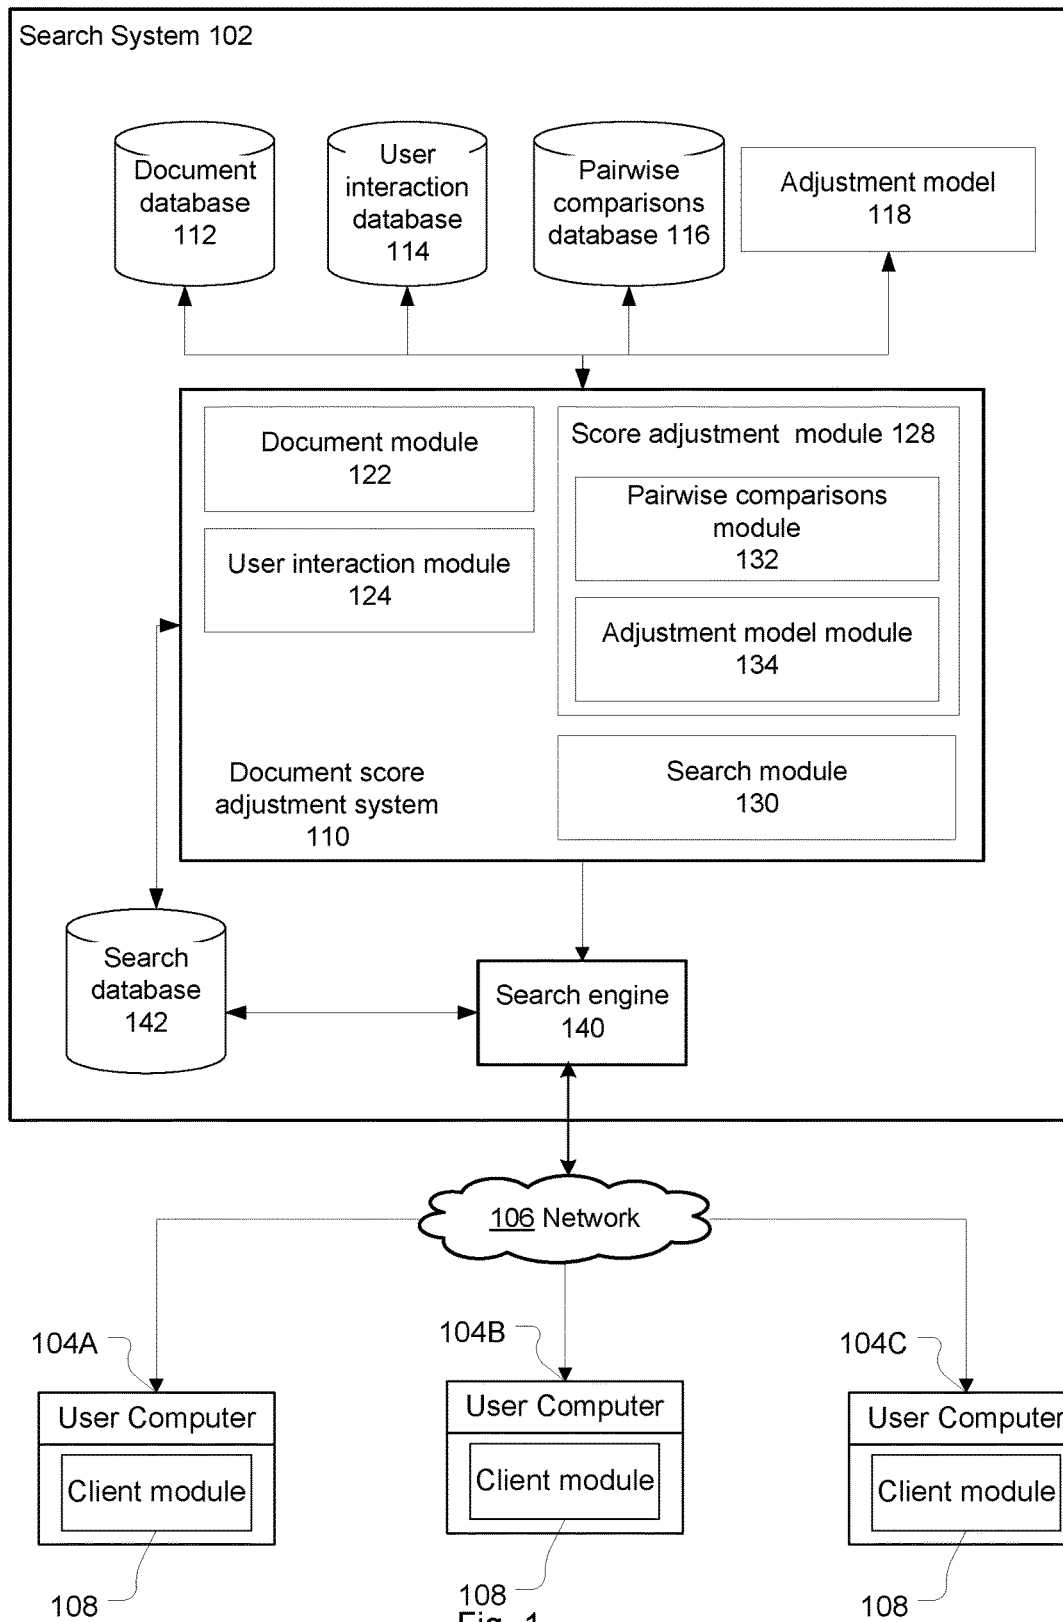 Search System 102
Document
database
112
User
interaction
database
114
Pairwise
comparisons
database 116
Adjustment model
118
Document module
122
User interaction module
124
Score adjustment module 128
Pairwise comparisons
module
132
Adjustment model module
134
Document score
adjustment system
110
Search module
130
Search
database
142
Search engine
140
106 Network
104A
User Computer
Client module
108
104B
User Computer
Client module
108
104C
User Computer
Client module
108
Fig. 1